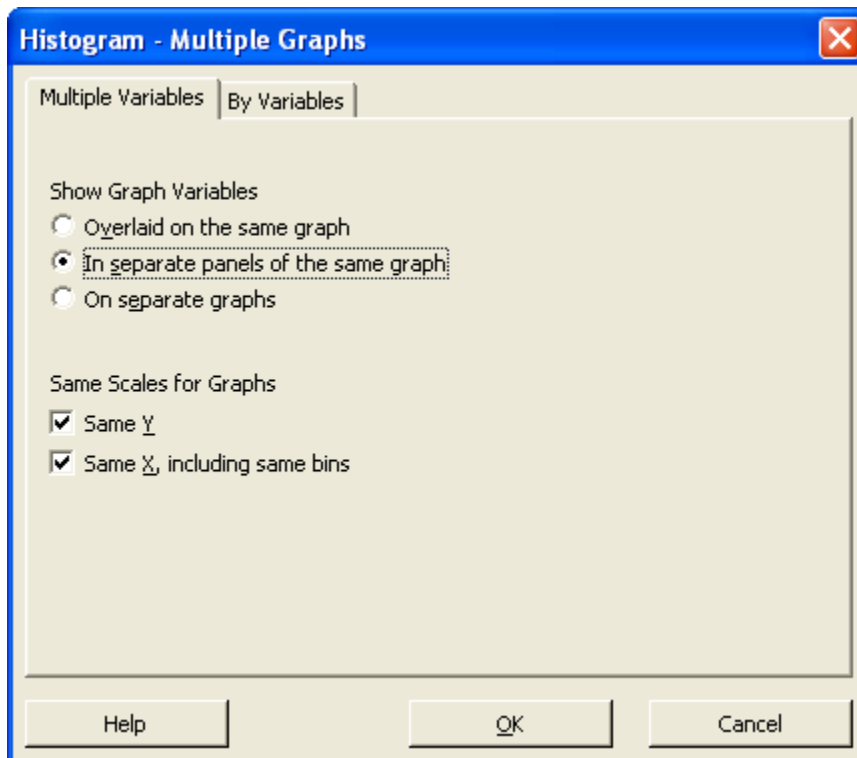 Histogram - Multiple Graphs
Multiple Variables
By Variables
Show Graph Variables
Overlaid on the same graph
In separate panels of the same graph
On separate graphs
Same Scales for Graphs
Same Y
Same X, including same bins
Help
OK
Cancel